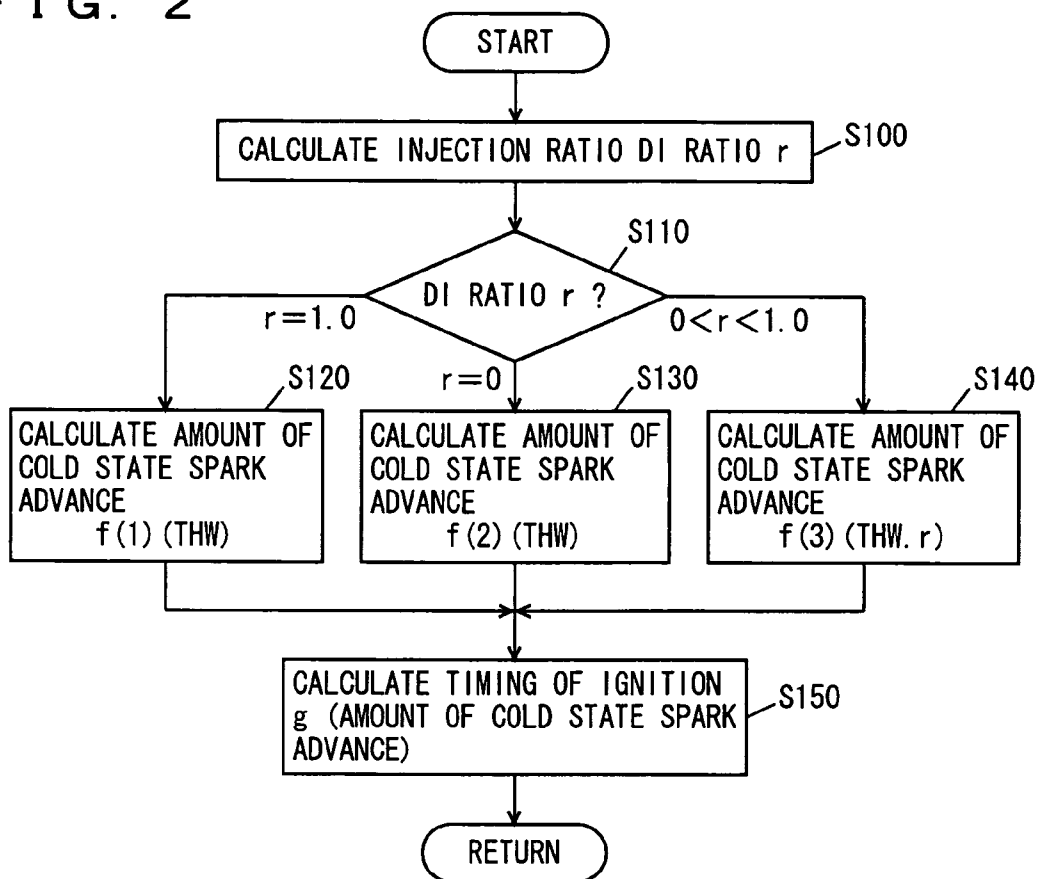 FIG. 2
START
CALCULATE INJECTION RATIO DI RATIO r
S100
S110
DI RATIO r ?
r=1.0
r=0
0<r<1.0
S120
CALCULATE AMOUNT OF
COLD STATE SPARK
ADVANCE
f(1)(THW)
S130
CALCULATE AMOUNT OF
COLD STATE SPARK
ADVANCE
f(2)(THW)
S140
CALCULATE AMOUNT OF
COLD STATE SPARK
ADVANCE
f(3)(THW.r)
CALCULATE TIMING OF IGNITION
g (AMOUNT OF COLD STATE SPARK
ADVANCE)
S150
RETURN